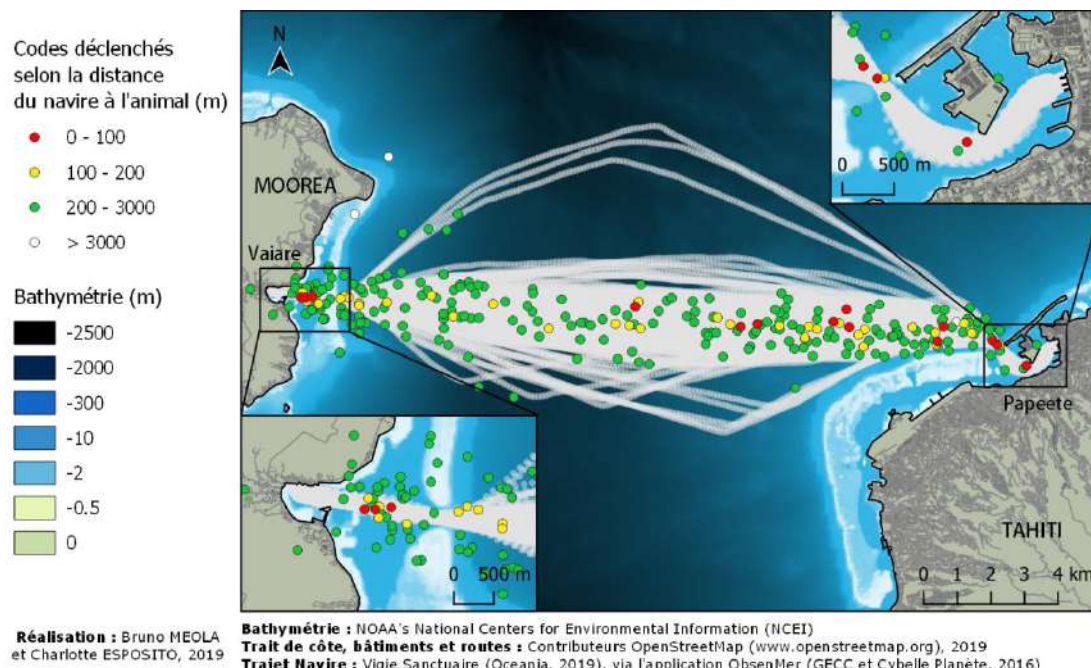 Codes déclenchés
selon la distance
du navire à l'animal (m)
0 - 100
100 - 200
200 - 3000
> 3000
Bathymétrie (m)
-2500
-2000
-300
-10
-2
-0.5
0
N
MOOREA
Vaiare
0 500 m
Papeete
TAHITI
0 500 m
0 1 2 3 4 km
Réalisation : Bruno MEOLA
et Charlotte ESPOSITO, 2019
Bathymétrie : NOAA's National Centers for Environmental Information (NCEI)
Trait de côte, bâtiments et routes : Contributeurs OpenStreetMap (www.openstreetmap.org), 2019
Trajet Navire : Vigie Sanctuaire (Oceania, 2019), via l'application ObsenMer (GECC et Cybelle Planète, 2016)